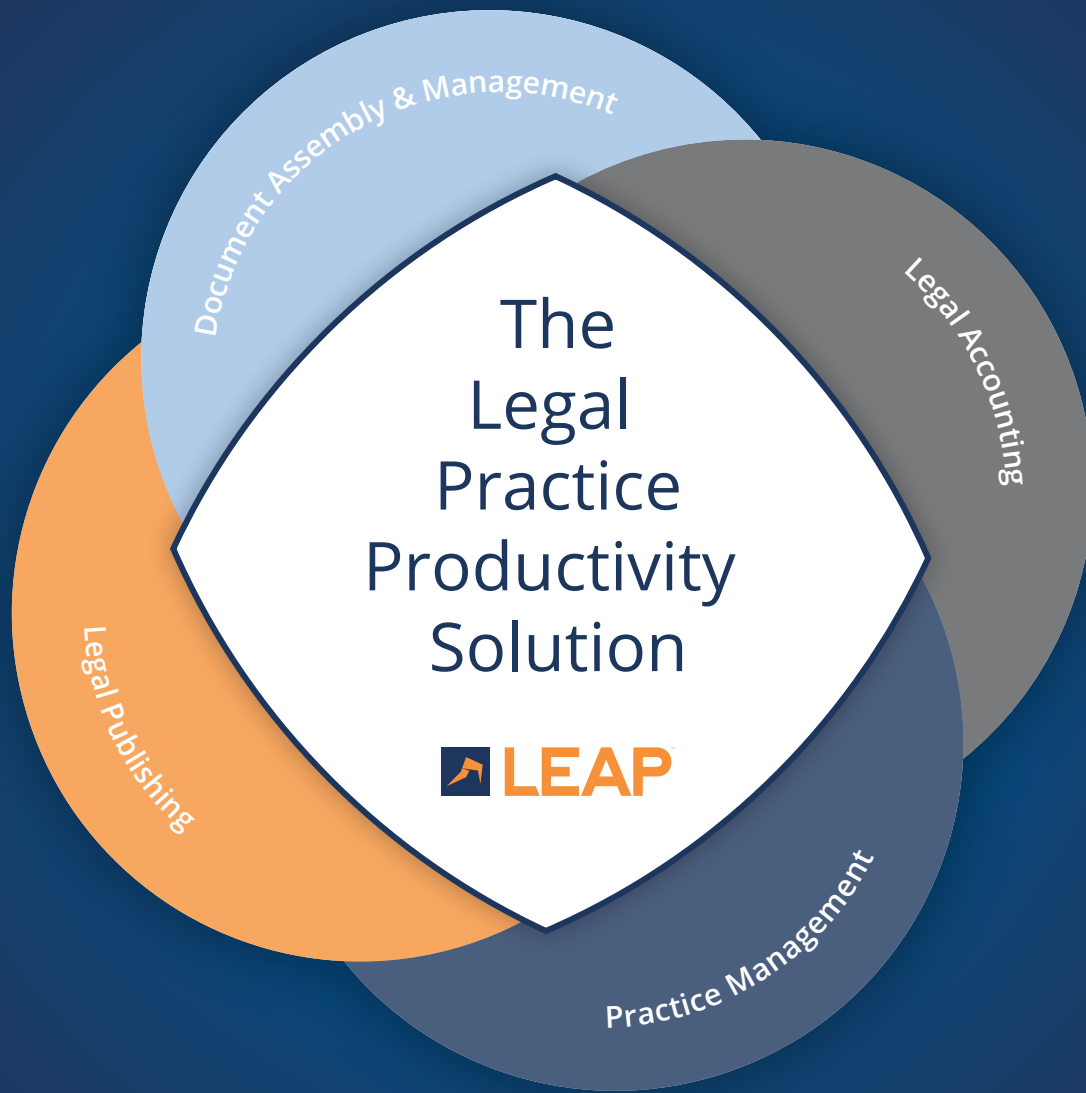 Document Assembly & Management
Legal Accounting
The
Legal
Practice
Productivity
Solution
LEAP
Legal Publishing
Practice Management